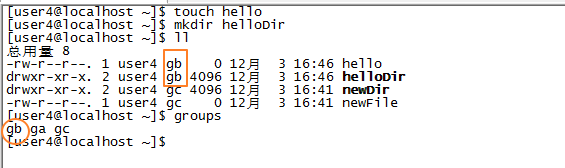 [user4@localhost ~]$ touch hello
[user4@localhost ~]$ mkdir helloDir
[user4@localhost ~]$ ll
总用量 8
-rw-r--r--. 1 user4 gb    0 12月  3 16:46 hello
drwxr-xr-x. 2 user4 gb 4096 12月  3 16:46 helloDir
drwxr-xr-x. 2 user4 gc 4096 12月  3 16:41 newDir
-rw-r--r--. 1 user4 gc    0 12月  3 16:41 newFile
[user4@localhost ~]$ groups
gb ga gc
[user4@localhost ~]$